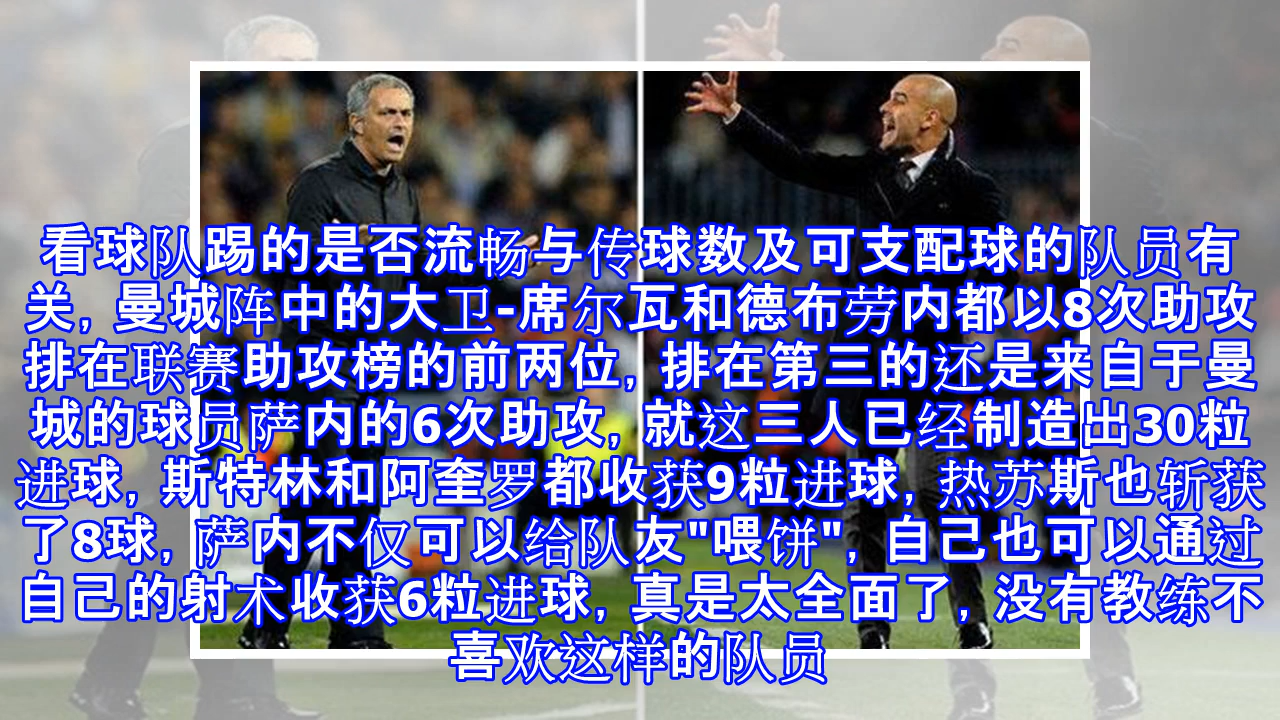 看球队踢的是否流畅与传球数及可支配球的队员有
关, 曼城阵中的大卫-席尔瓦和德布劳内都以8次助攻
排在联赛助攻榜的前两位, 排在第三的还是来自于曼
城的球员萨内的6次助攻, 就这三人已经制造出30粒
进球, 斯特林和阿奎罗都收获9粒进球, 热苏斯也斩获
了8球, 萨内不仅可以给队友"喂饼", 自己也可以通过
自己的射术收获6粒进球, 真是太全面了, 没有教练不
喜欢这样的队员